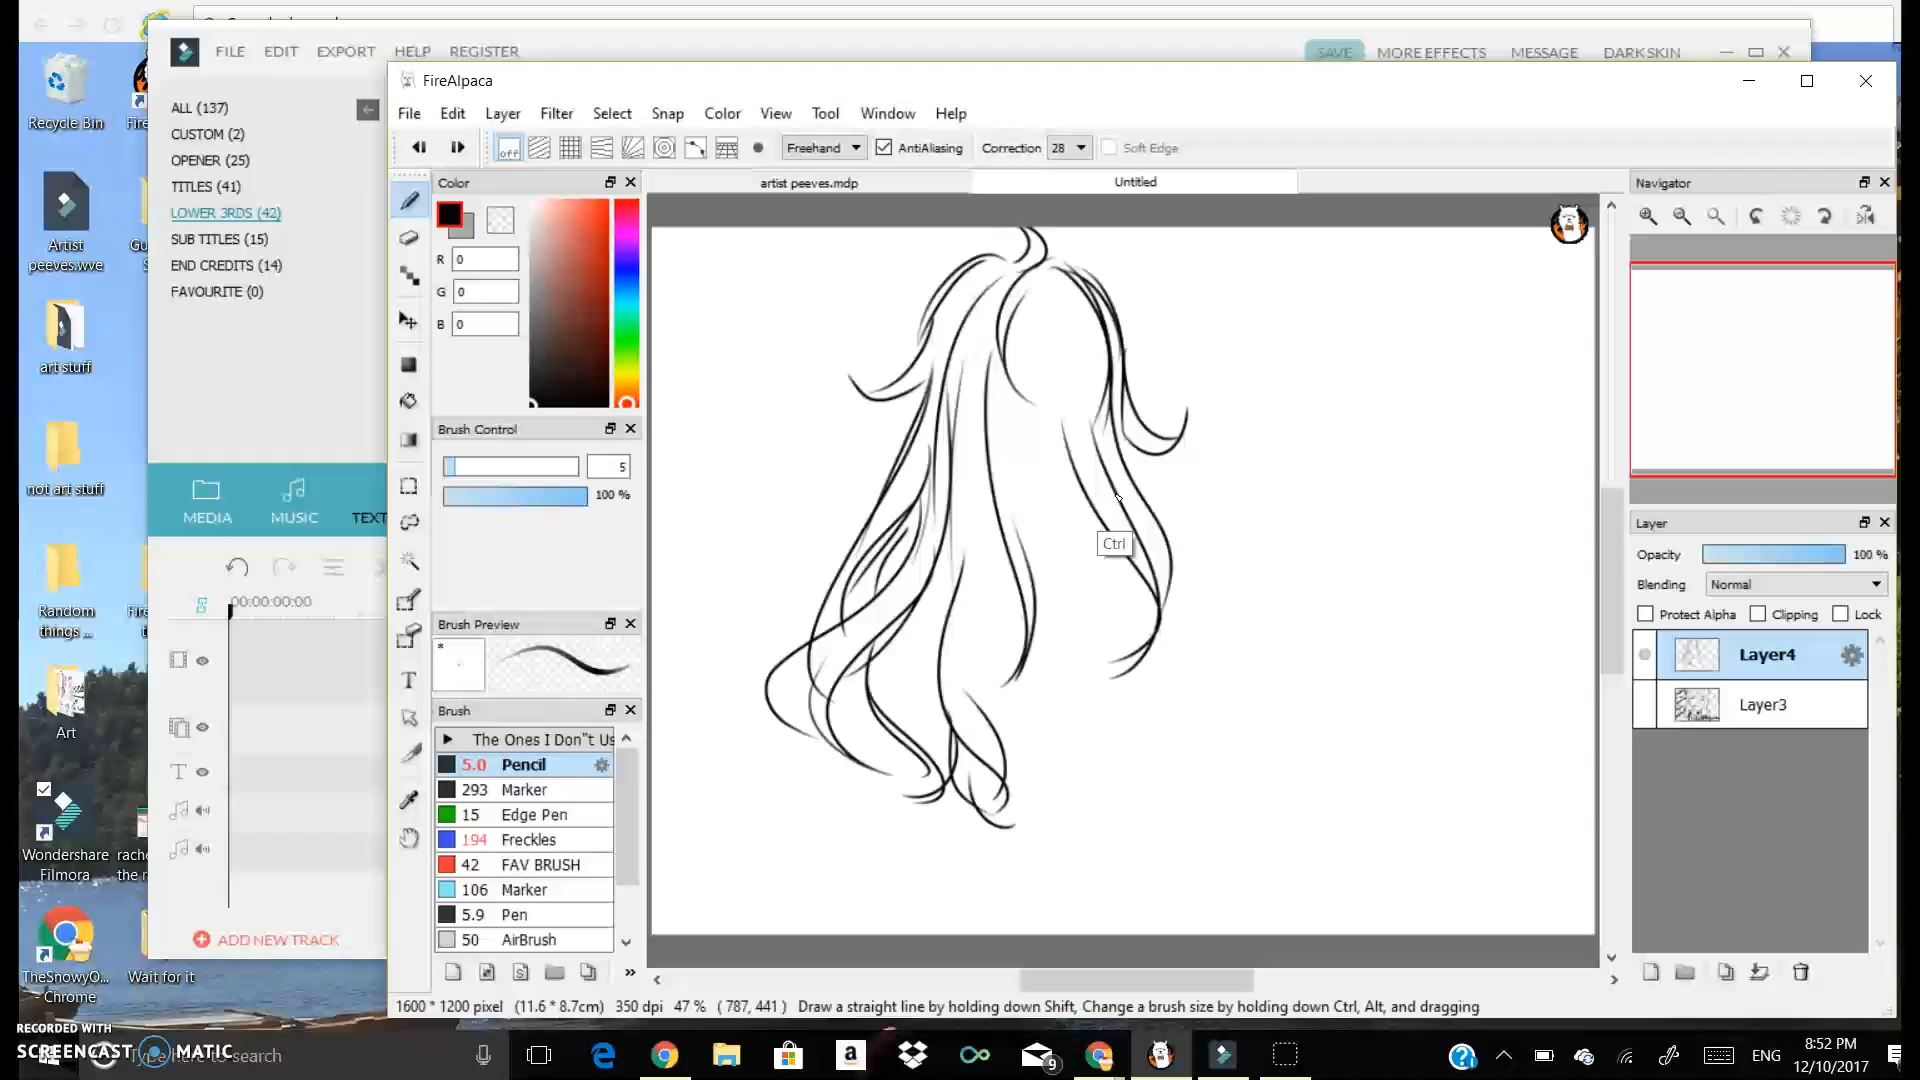 FILE EDIT EXPORT HELP REGISTER
SAVE MORE EFFECTS MESSAGE DARK SKIN
FireAlpaca
File Edit Layer Filter Select Snap Color View Tool Window Help
off Freehand AntiAliasing Correction 28 Soft Edge
ALL (137)
CUSTOM (2)
OPENER (25)
TITLES (41)
LOWER 3RDS (42)
SUB TITLES (15)
END CREDITS (14)
FAVOURITE (0)
MEDIA MUSIC TEXT
00:00:00:00
ADD NEW TRACK
Recycle Bin
Artist
peeves.wve
art stuff
not art stuff
Random
things ...
Art
Wondershare
Filmora
TheSnowyO...
- Chrome
Wait for it
Color
R 0
G 0
B 0
Brush Control
5
100 %
Brush Preview
*
Brush
The Ones I Don"t Us
5.0 Pencil
293 Marker
15 Edge Pen
194 Freckles
42 FAV BRUSH
106 Marker
5.9 Pen
50 AirBrush
artist peeves.mdp
Untitled
Ctrl
Navigator
Layer
Opacity 100 %
Blending Normal
Protect Alpha Clipping Lock
Layer4
Layer3
1600 * 1200 pixel (11.6 * 8.7cm) 350 dpi 47 % ( 787, 441 ) Draw a straight line by holding down Shift, Change a brush size by holding down Ctrl, Alt, and dragging
RECORDED WITH
SCREENCAST MATIC
Type here to search
9
ENG
8:52 PM
12/10/2017